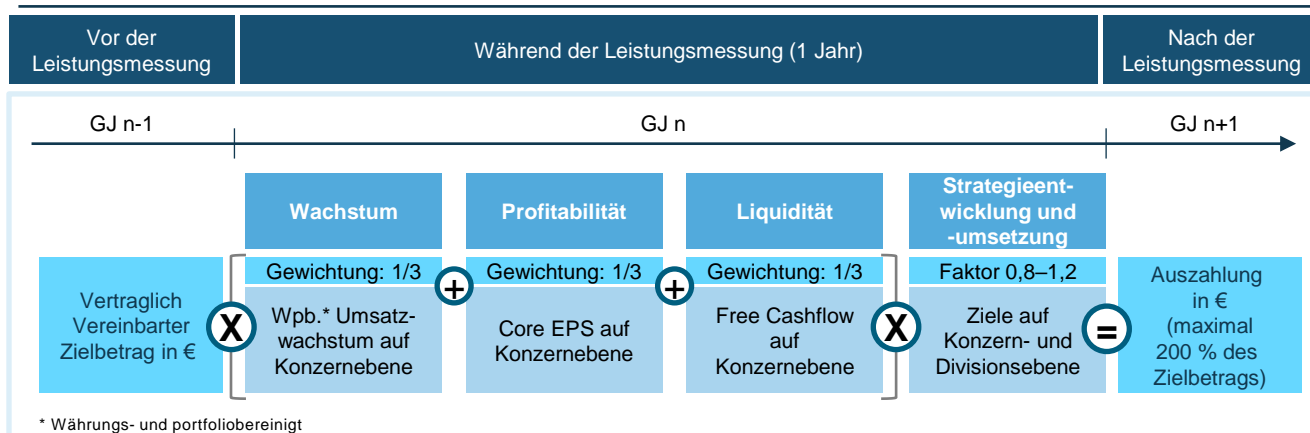 Vor der
Leistungsmessung
Während der Leistungsmessung (1 Jahr)
Nach der
Leistungsmessung
GJ n-1
GJ n
GJ n+1
Vertraglich
Vereinbarter
Zielbetrag in €
X
Wachstum
Gewichtung: 1/3
Wpb.* Umsatz-
wachstum auf
Konzernebene
+
Profitabilität
Gewichtung: 1/3
Core EPS auf
Konzernebene
+
Liquidität
Gewichtung: 1/3
Free Cashflow
auf
Konzernebene
X
Strategieent-
wicklung und
-umsetzung
Faktor 0,8–1,2
Ziele auf
Konzern- und
Divisionsebene
=
Auszahlung
in €
(maximal
200 % des
Zielbetrags)
* Währungs- und portfoliobereinigt